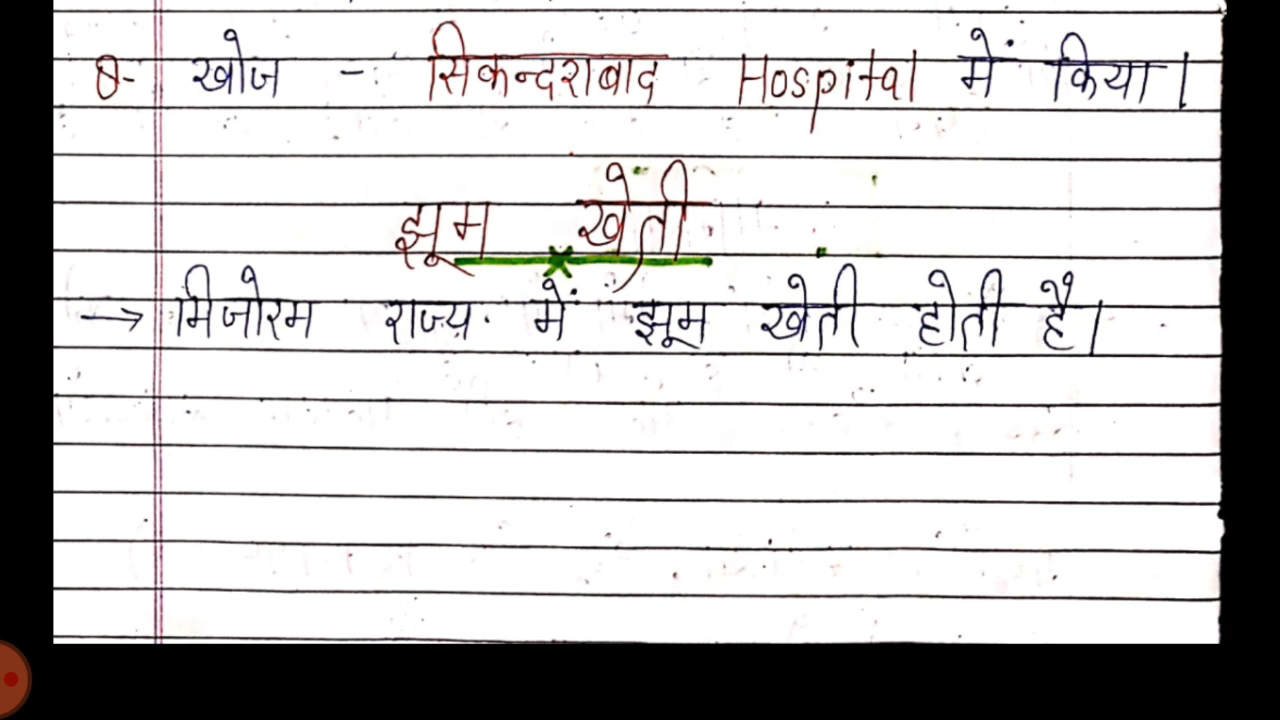 8- खोज - सिकन्दराबाद Hospital में किया।
झूम खेती
→ मिजोरम राज्य में झूम खेती होती है।